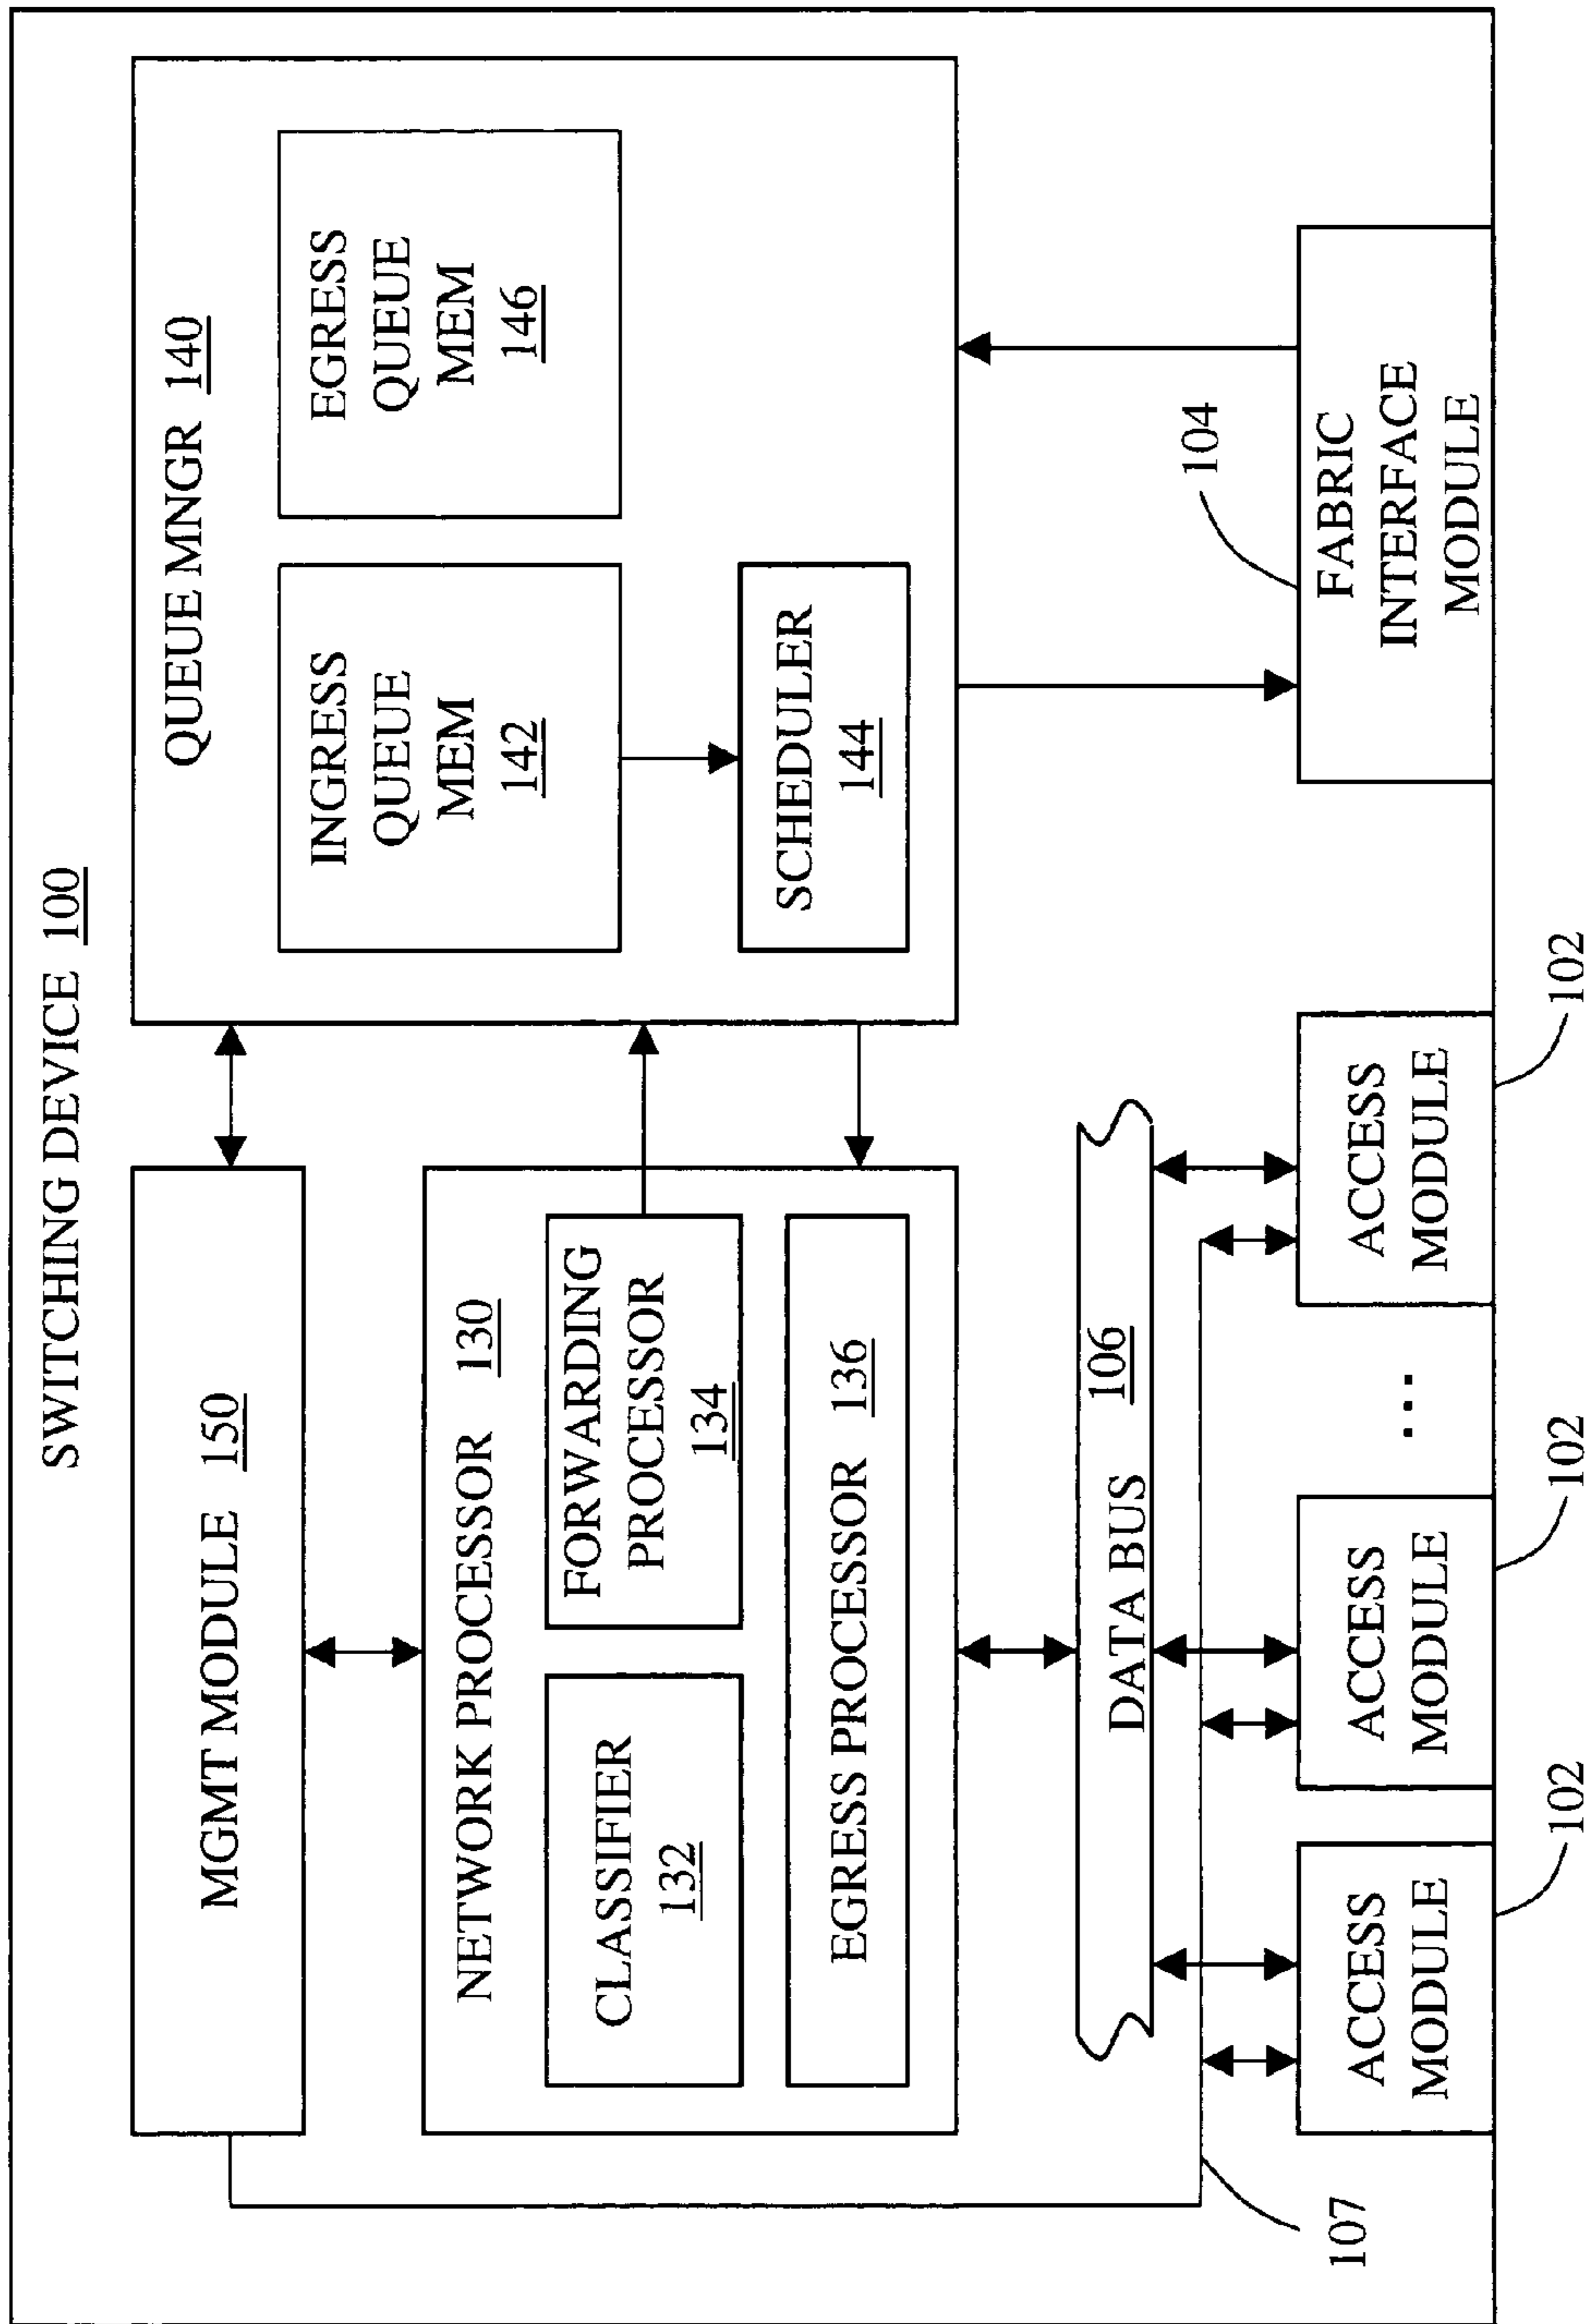 SWITCHING DEVICE 100
MGMT MODULE 150
QUEUE MNGR 140
NETWORK PROCESSOR 130
CLASSIFIER
132
FORWARDING
PROCESSOR
134
EGRESS PROCESSOR 136
INGRESS
QUEUE
MEM
142
EGRESS
QUEUE
MEM
146
SCHEDULER
144
DATA BUS 106
107
ACCESS
MODULE
102
ACCESS
MODULE
102
...
ACCESS
MODULE
102
104
FABRIC
INTERFACE
MODULE